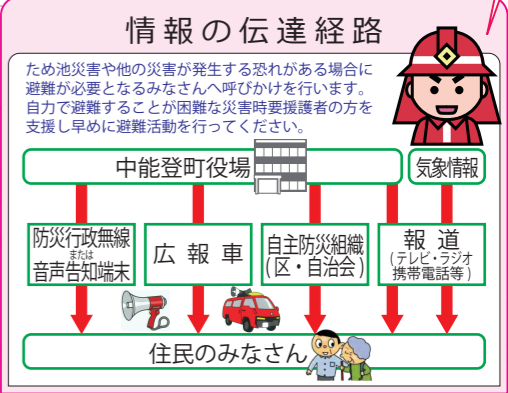 情報の伝達経路
ため池災害や他の災害が発生する恐れがある場合に
避難が必要となるみなさんへ呼びかけを行います。
自力で避難することが困難な災害時要援護者の方を
支援し早めに避難活動を行ってください。
中能登町役場
気象情報
防災行政無線
または
音声告知端末
広報車
自主防災組織
(区・自治会)
報道
(テレビ・ラジオ
携帯電話等)
住民のみなさん